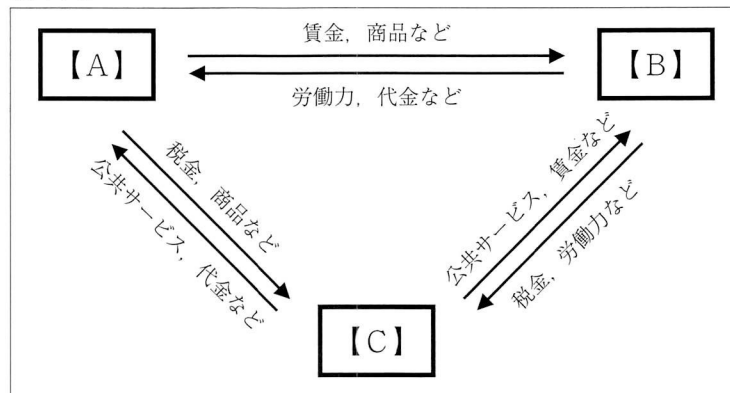 賃金，商品など
【A】
【B】
労働力，代金など
税金，商品など
公共サービス，代金など
公共サービス，賃金など
税金，労働力など
【C】